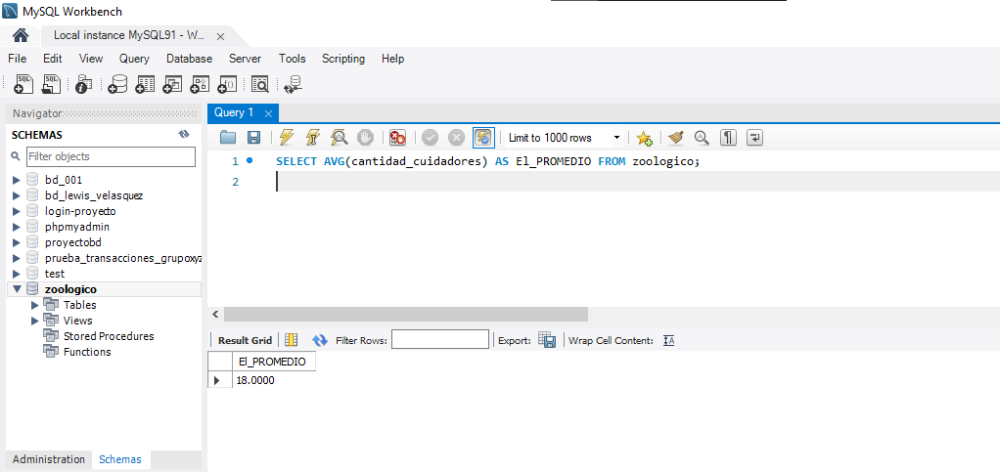 MySQL Workbench
Local instance MySQL91 - W...
File Edit View Query Database Server Tools Scripting Help
Navigator
SCHEMAS
Filter objects
bd_001
bd_lewis_velasquez
login-proyecto
phpmyadmin
proyectobd
prueba_transacciones_grupoxyz
test
zoologico
Tables
Views
Stored Procedures
Functions
Administration Schemas
Query 1
Limit to 1000 rows
1 SELECT AVG(cantidad_cuidadores) AS El_PROMEDIO FROM zoologico;
2
Result Grid Filter Rows: Export: Wrap Cell Content:
El_PROMEDIO
18.0000